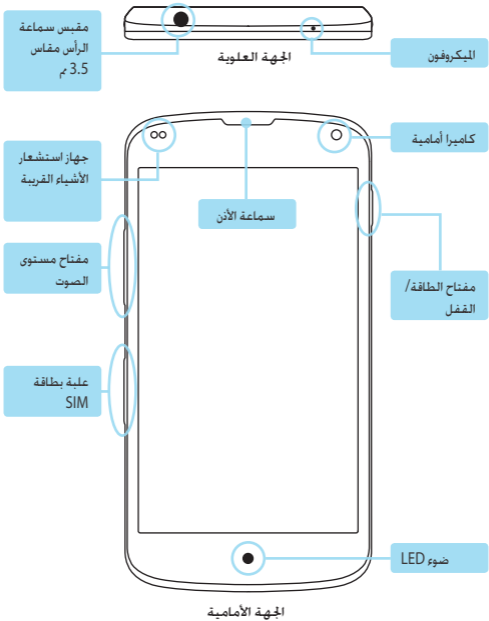 مقبس سماعة
الرأس مقاس
3.5 م
الميكروفون
الجهة العلوية
كاميرا أمامية
جهاز استشعار
الأشياء القريبة
سماعة الأذن
مفتاح مستوى
الصوت
مفتاح الطاقة/
القفل
علبة بطاقة
SIM
ضوء LED
الجهة الأمامية